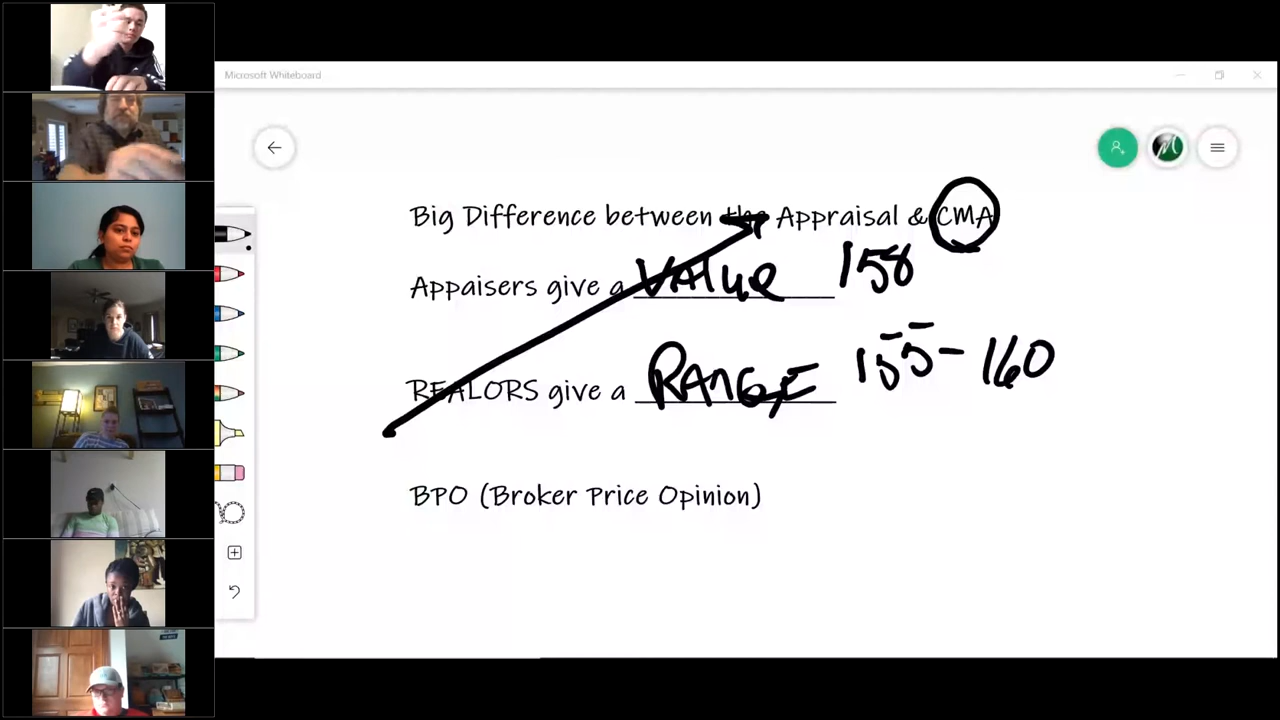 Microsoft Whiteboard
Big Difference between the Appraisal & CMA
Appaisers give a VALUE 158
REALORS give a RANGE 155-160
BPO (Broker Price Opinion)